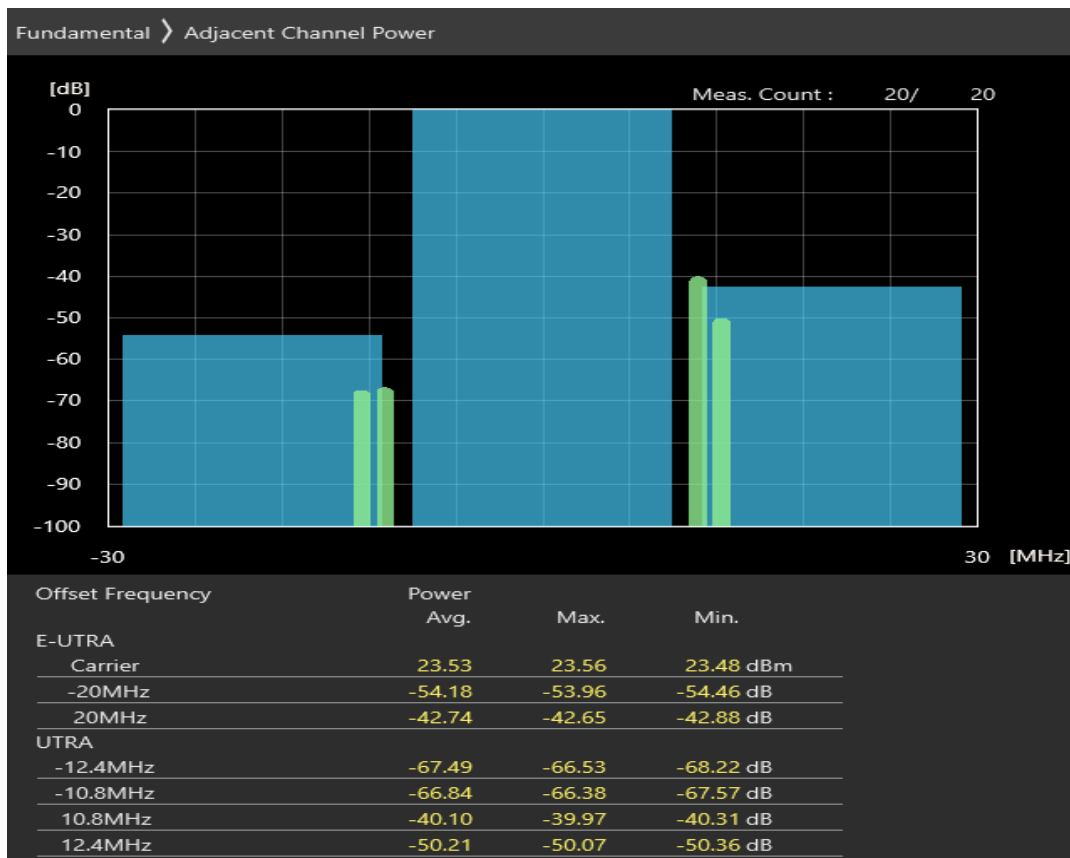 Fundamental 〉 Adjacent Channel Power
[dB]
Meas. Count : 20/ 20
0
-10
-20
-30
-40
-50
-60
-70
-80
-90
-100
-30 30 [MHz]
Offset Frequency Power
Avg. Max. Min.
E-UTRA
Carrier 23.53 23.56 23.48 dBm
-20MHz -54.18 -53.96 -54.46 dB
20MHz -42.74 -42.65 -42.88 dB
UTRA
-12.4MHz -67.49 -66.53 -68.22 dB
-10.8MHz -66.84 -66.38 -67.57 dB
10.8MHz -40.10 -39.97 -40.31 dB
12.4MHz -50.21 -50.07 -50.36 dB